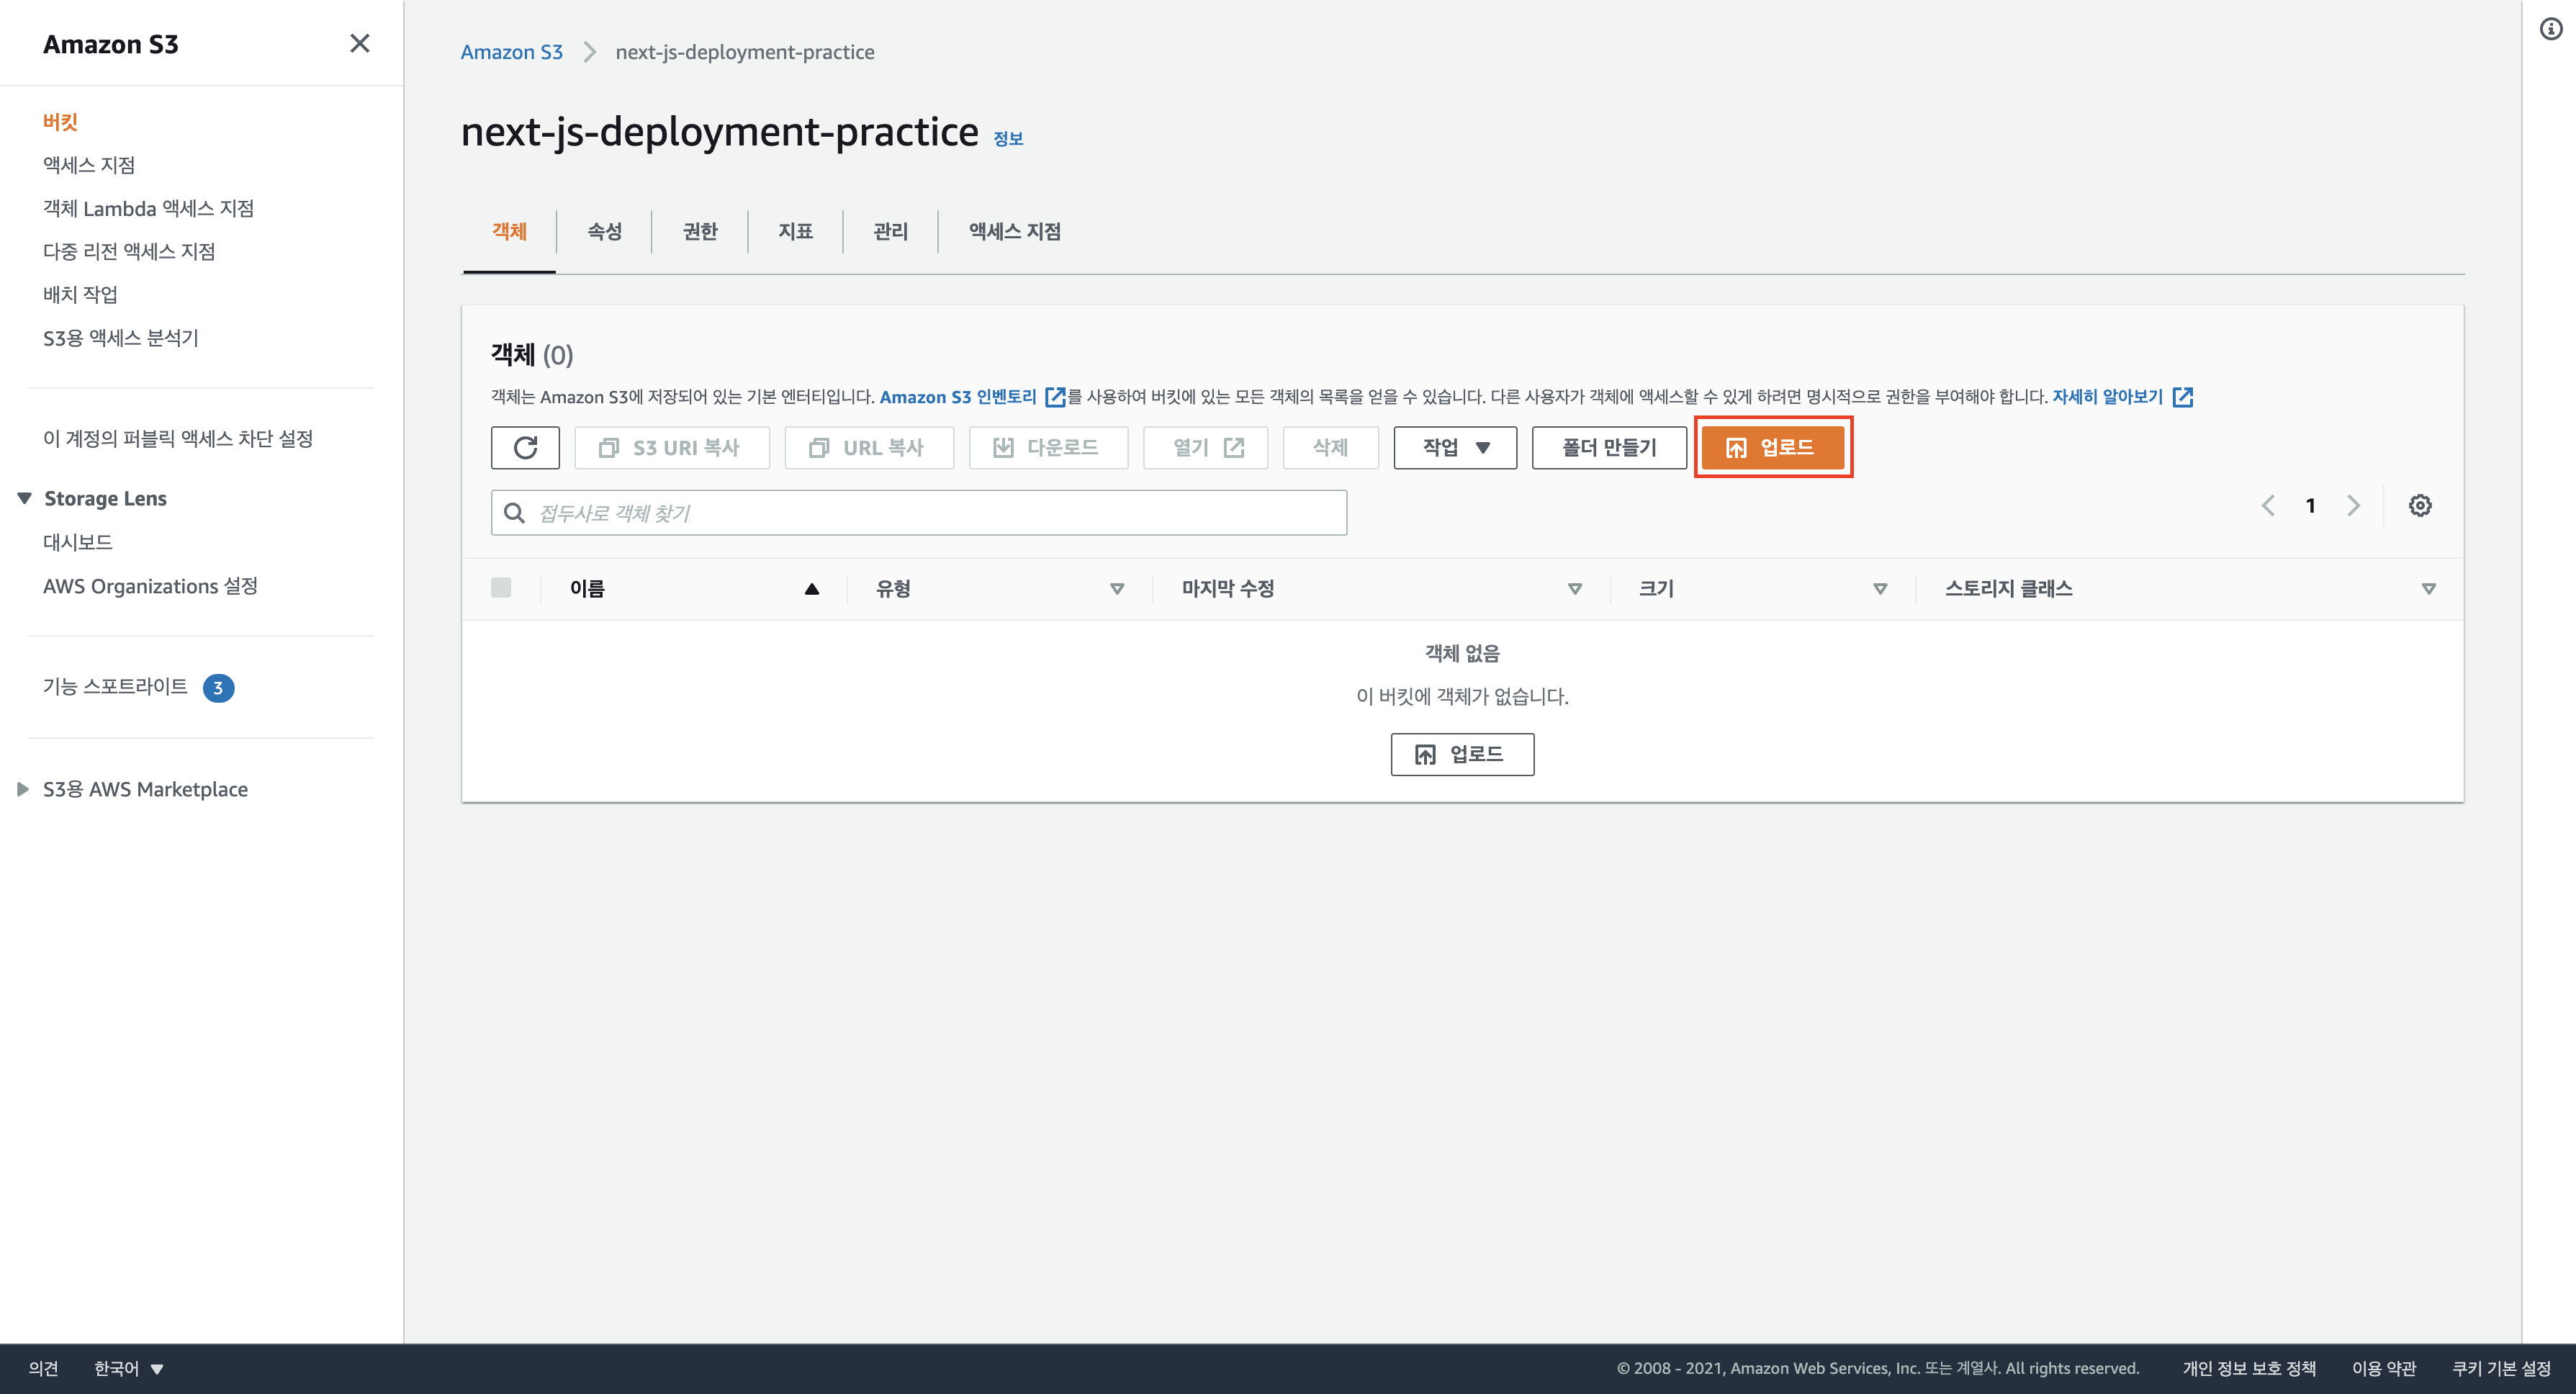 Amazon S3
버킷
액세스 지점
객체 Lambda 액세스 지점
다중 리전 액세스 지점
배치 작업
S3용 액세스 분석기
이 계정의 퍼블릭 액세스 차단 설정
Storage Lens
대시보드
AWS Organizations 설정
기능 스포트라이트 3
S3용 AWS Marketplace
Amazon S3 next-js-deployment-practice
next-js-deployment-practice 정보
객체 속성 권한 지표 관리 액세스 지점
객체 (0)
객체는 Amazon S3에 저장되어 있는 기본 엔터티입니다. Amazon S3 인벤토리 를 사용하여 버킷에 있는 모든 객체의 목록을 얻을 수 있습니다. 다른 사용자가 객체에 액세스할 수 있게 하려면 명시적으로 권한을 부여해야 합니다. 자세히 알아보기
S3 URI 복사 URL 복사 다운로드 열기 삭제 작업 폴더 만들기 업로드
접두사로 객체 찾기 1
이름 유형 마지막 수정 크기 스토리지 클래스
객체 없음
이 버킷에 객체가 없습니다.
업로드
의견 한국어 © 2008 - 2021, Amazon Web Services, Inc. 또는 계열사. All rights reserved. 개인 정보 보호 정책 이용 약관 쿠키 기본 설정